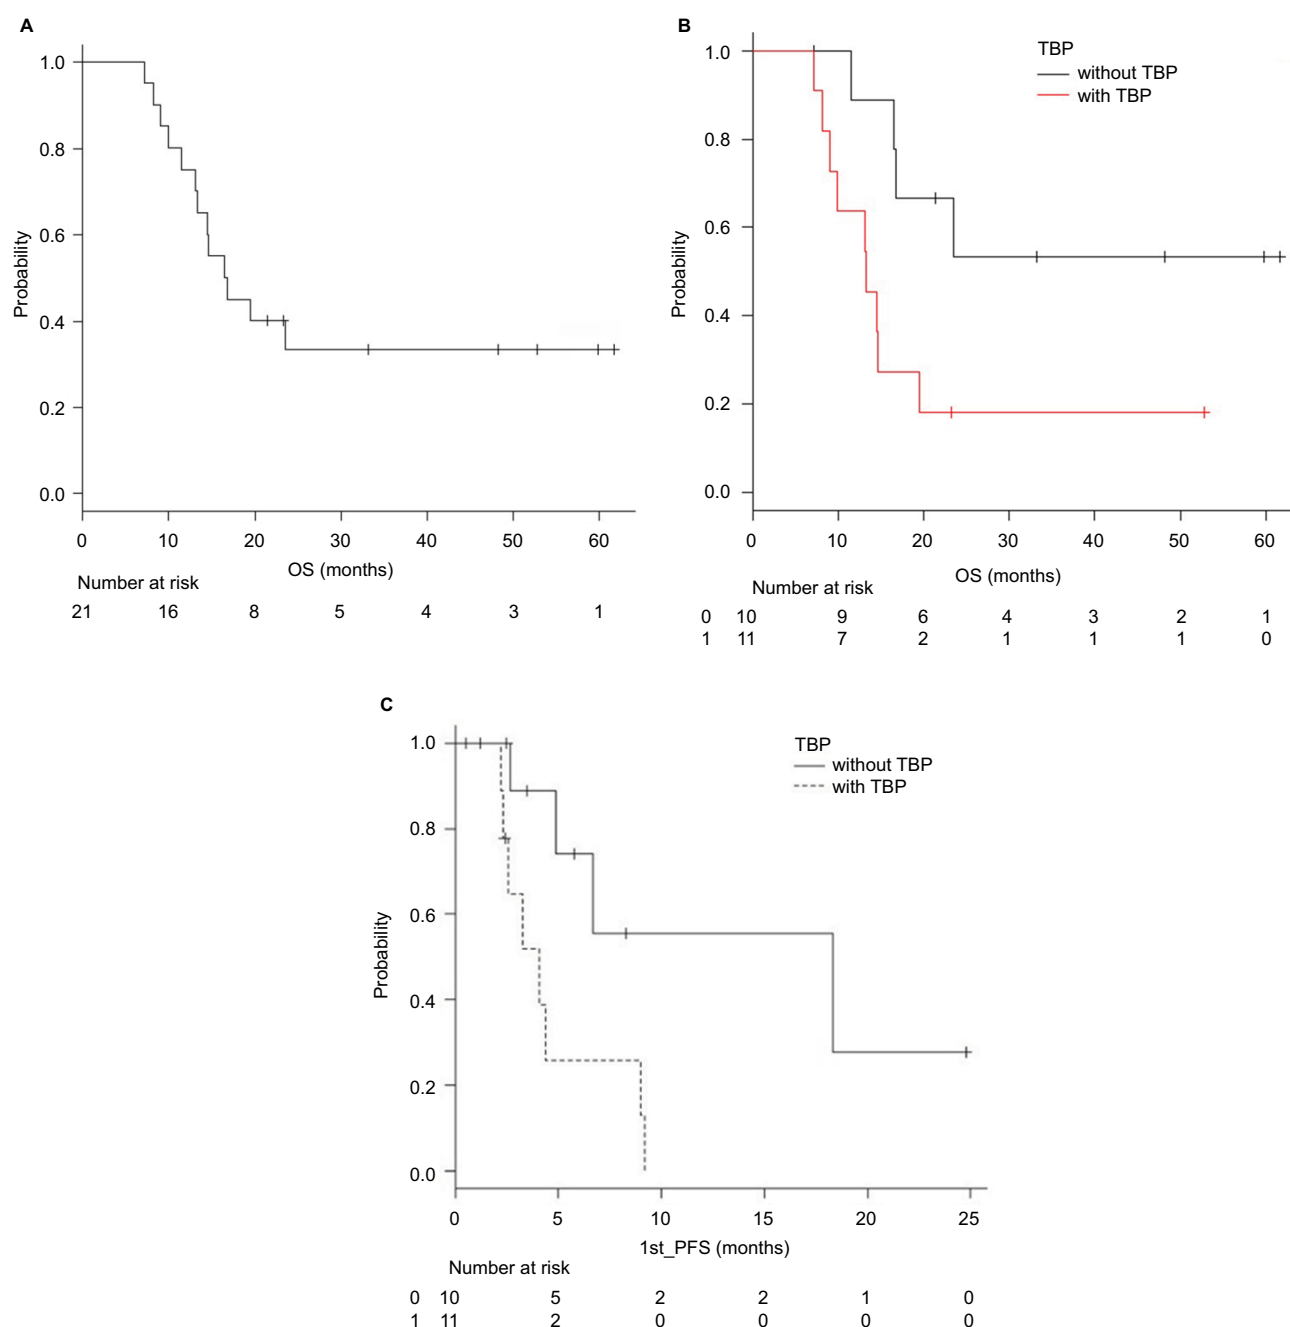 A
1.0
0.8
0.6
0.4
0.2
0.0
Probability
0 10 20 30 40 50 60
OS (months)
Number at risk
21 16 8 5 4 3 1
B
TBP
without TBP
with TBP
1.0
0.8
0.6
0.4
0.2
0.0
Probability
0 10 20 30 40 50 60
OS (months)
Number at risk
0 10 9 6 4 3 2 1
1 11 7 2 1 1 1 0
C
TBP
without TBP
with TBP
1.0
0.8
0.6
0.4
0.2
0.0
Probability
0 5 10 15 20 25
1st_PFS (months)
Number at risk
0 10 5 2 2 1 0
1 11 2 0 0 0 0